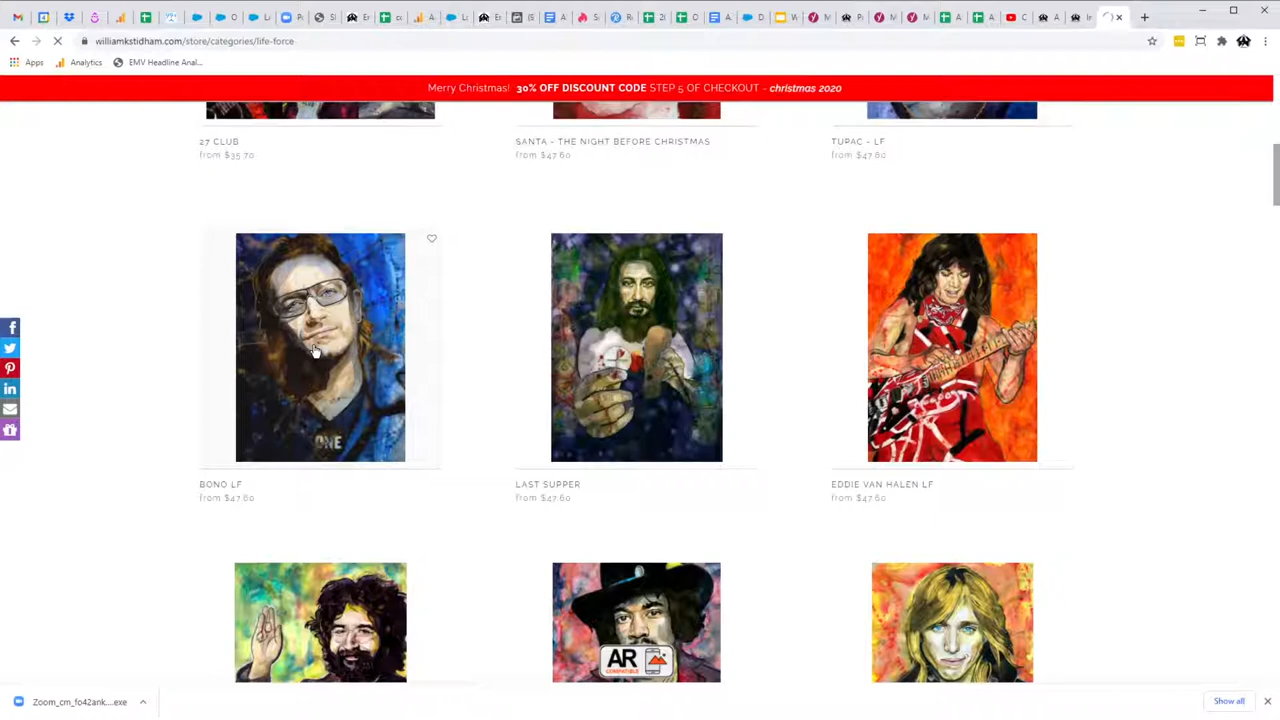 williamkstidham.com/store/categories/life-force
Apps Analytics EMV Headline Anal...
Merry Christmas! 30% OFF DISCOUNT CODE STEP 5 OF CHECKOUT - christmas 2020
27 CLUB
from $35.70
SANTA - THE NIGHT BEFORE CHRISTMAS
from $47.60
TUPAC - LF
from $47.80
ONE
BONO LF
from $47.60
LAST SUPPER
from $47.60
EDDIE VAN HALEN LF
from $47.60
AR
COMPATIBLE
Zoom_cm_fo42ank....exe
Show all